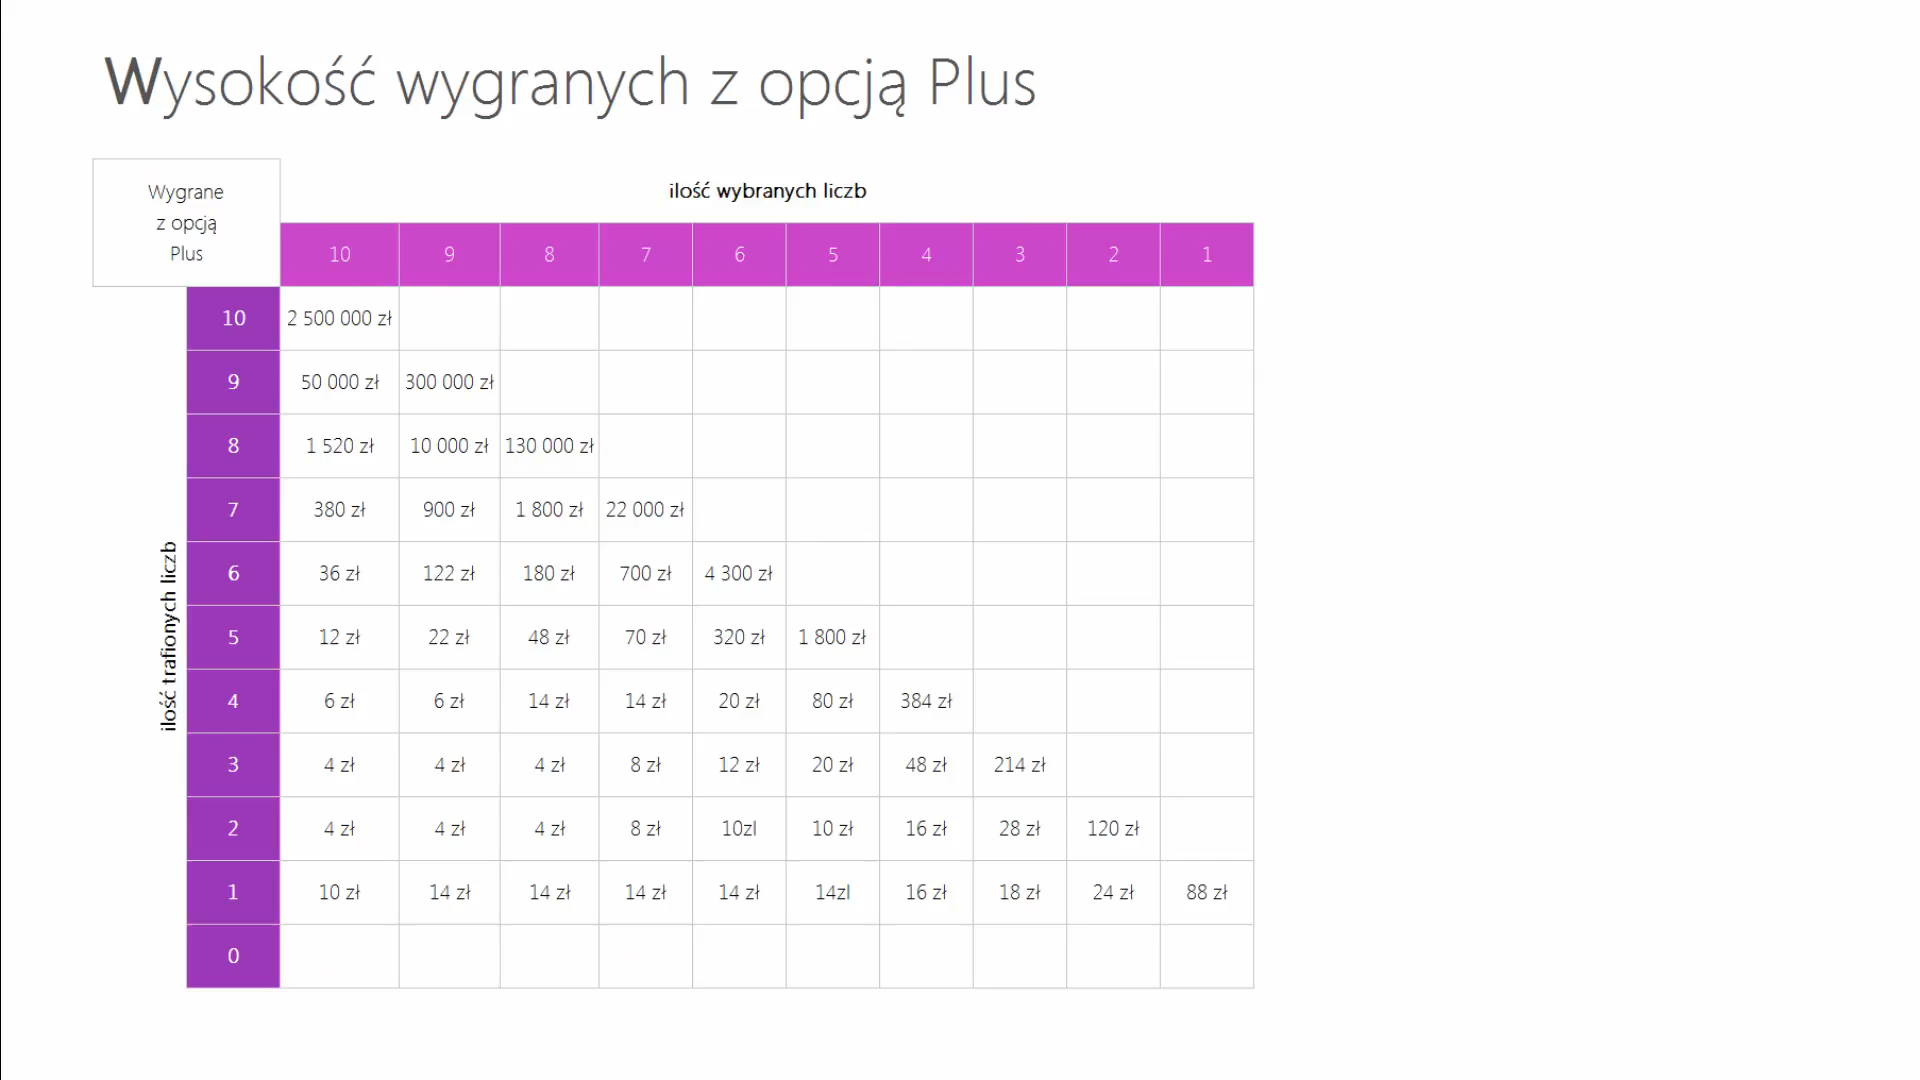 Wysokość wygranych z opcją Plus
Wygrane
z opcją
Plus
ilość wybranych liczb
10 9 8 7 6 5 4 3 2 1
ilość trafionych liczb
10 2 500 000 zł
9 50 000 zł 300 000 zł
8 1 520 zł 10 000 zł 130 000 zł
7 380 zł 900 zł 1 800 zł 22 000 zł
6 36 zł 122 zł 180 zł 700 zł 4 300 zł
5 12 zł 22 zł 48 zł 70 zł 320 zł 1 800 zł
4 6 zł 6 zł 14 zł 14 zł 20 zł 80 zł 384 zł
3 4 zł 4 zł 4 zł 8 zł 12 zł 20 zł 48 zł 214 zł
2 4 zł 4 zł 4 zł 8 zł 10zl 10 zł 16 zł 28 zł 120 zł
1 10 zł 14 zł 14 zł 14 zł 14 zł 14zl 16 zł 18 zł 24 zł 88 zł
0